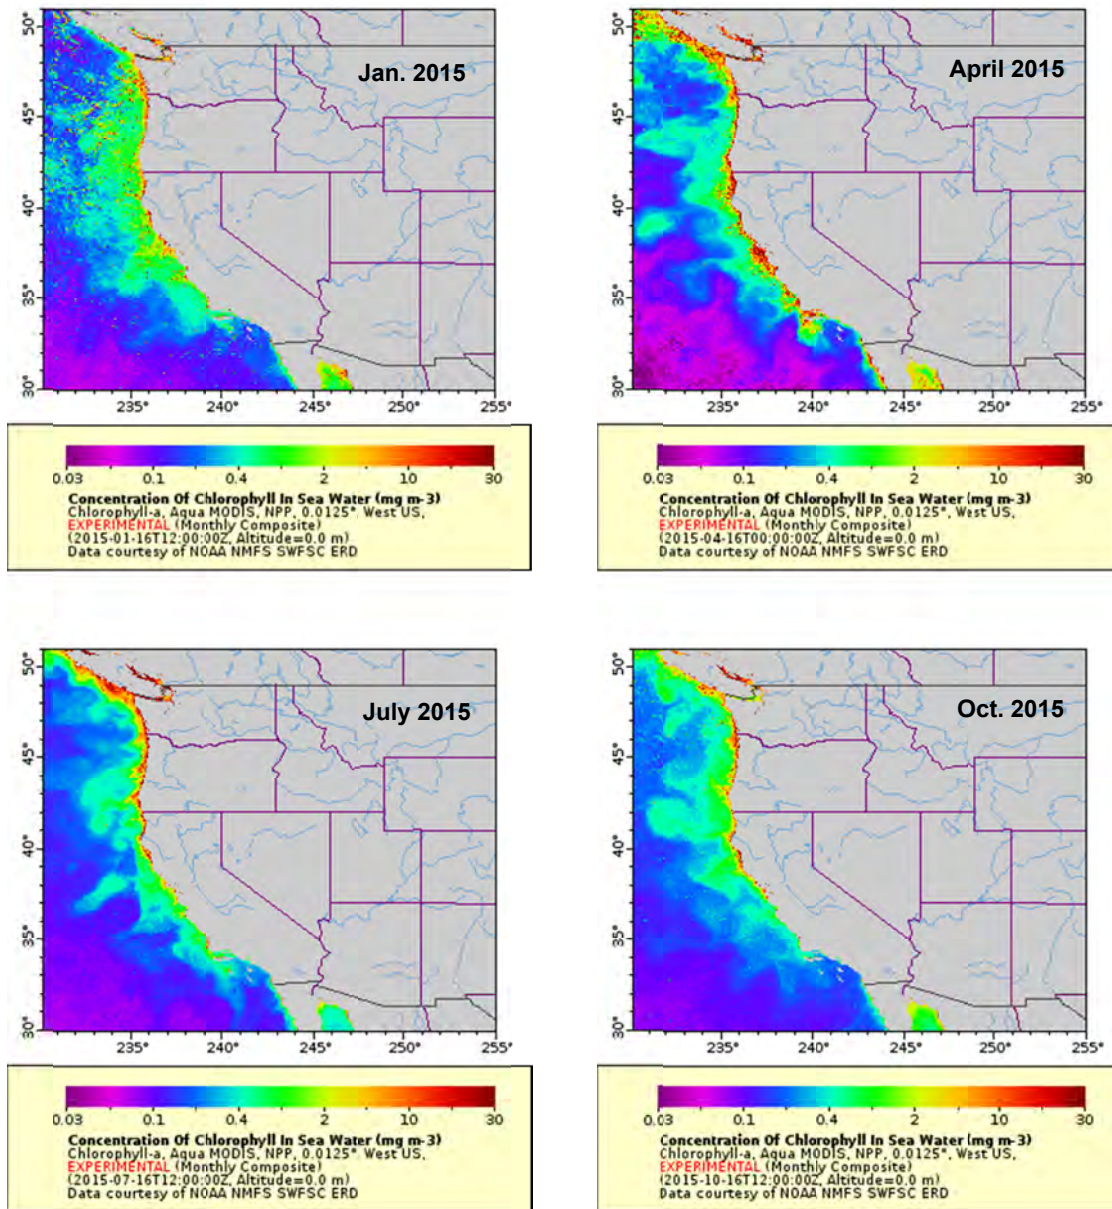 50°
45°
40°
35°
30°
Jan. 2015
235° 240° 245° 250° 255°
0.03 0.1 0.4 2 10 30
Concentration Of Chlorophyll In Sea Water (mg m-3)
Chlorophyll-a, Aqua MODIS, NPP, 0.0125°, West US,
EXPERIMENTAL (Monthly Composite)
(2015-01-16T12:00:00Z, Altitude=0.0 m)
Data courtesy of NOAA NMFS SWFSC ERD
50°
45°
40°
35°
30°
April 2015
235° 240° 245° 250° 255°
0.03 0.1 0.4 2 10 30
Concentration Of Chlorophyll In Sea Water (mg m-3)
Chlorophyll-a, Aqua MODIS, NPP, 0.0125°, West US,
EXPERIMENTAL (Monthly Composite)
(2015-04-16T00:00:00Z, Altitude=0.0 m)
Data courtesy of NOAA NMFS SWFSC ERD
50°
45°
40°
35°
30°
July 2015
235° 240° 245° 250° 255°
0.03 0.1 0.4 2 10 30
Concentration Of Chlorophyll In Sea Water (mg m-3)
Chlorophyll-a, Aqua MODIS, NPP, 0.0125°, West US,
EXPERIMENTAL (Monthly Composite)
(2015-07-16T12:00:00Z, Altitude=0.0 m)
Data courtesy of NOAA NMFS SWFSC ERD
50°
45°
40°
35°
30°
Oct. 2015
235° 240° 245° 250° 255°
0.03 0.1 0.4 2 10 30
Concentration Of Chlorophyll In Sea Water (mg m-3)
Chlorophyll-a, Aqua MODIS, NPP, 0.0125°, West US,
EXPERIMENTAL (Monthly Composite)
(2015-10-16T12:00:00Z, Altitude=0.0 m)
Data courtesy of NOAA NMFS SWFSC ERD